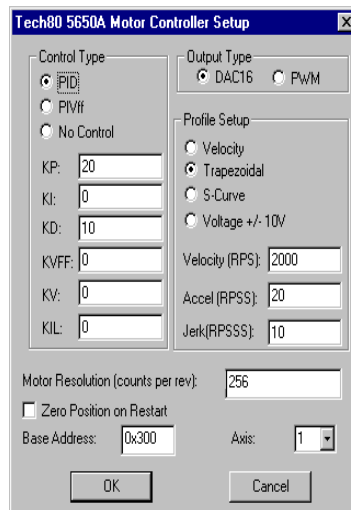 Tech80 5650A Motor Controller Setup
Control Type
PID
PIVff
No Control
KP: 20
KI: 0
KD: 10
KVFF: 0
KV: 0
KIL: 0
Output Type
DAC16 PWM
Profile Setup
Velocity
Trapezoidal
S-Curve
Voltage +/- 10V
Velocity (RPS): 2000
Accel (RPSS): 20
Jerk(RPSSS): 10
Motor Resolution (counts per rev): 256
Zero Position on Restart
Base Address: 0x300 Axis: 1
OK Cancel